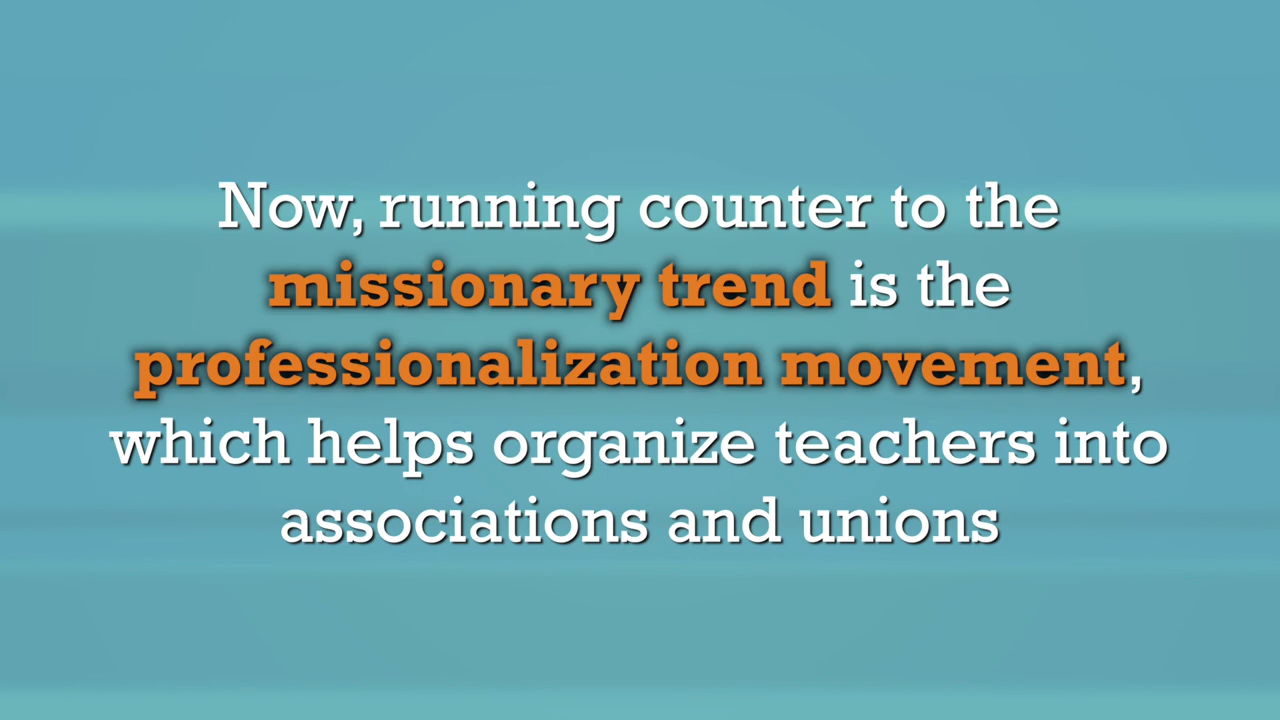 Now, running counter to the
missionary trend is the
professionalization movement,
which helps organize teachers into
associations and unions